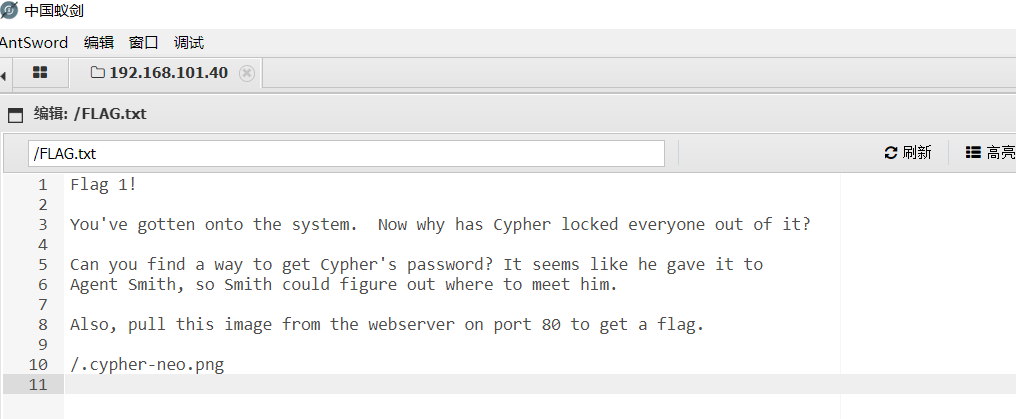 中国蚁剑
AntSword 编辑 窗口 调试
192.168.101.40
编辑: /FLAG.txt
/FLAG.txt 刷新 高亮
1 Flag 1!
2
3 You've gotten onto the system.  Now why has Cypher locked everyone out of it?
4
5 Can you find a way to get Cypher's password? It seems like he gave it to
6 Agent Smith, so Smith could figure out where to meet him.
7
8 Also, pull this image from the webserver on port 80 to get a flag.
9
10 /.cypher-neo.png
11